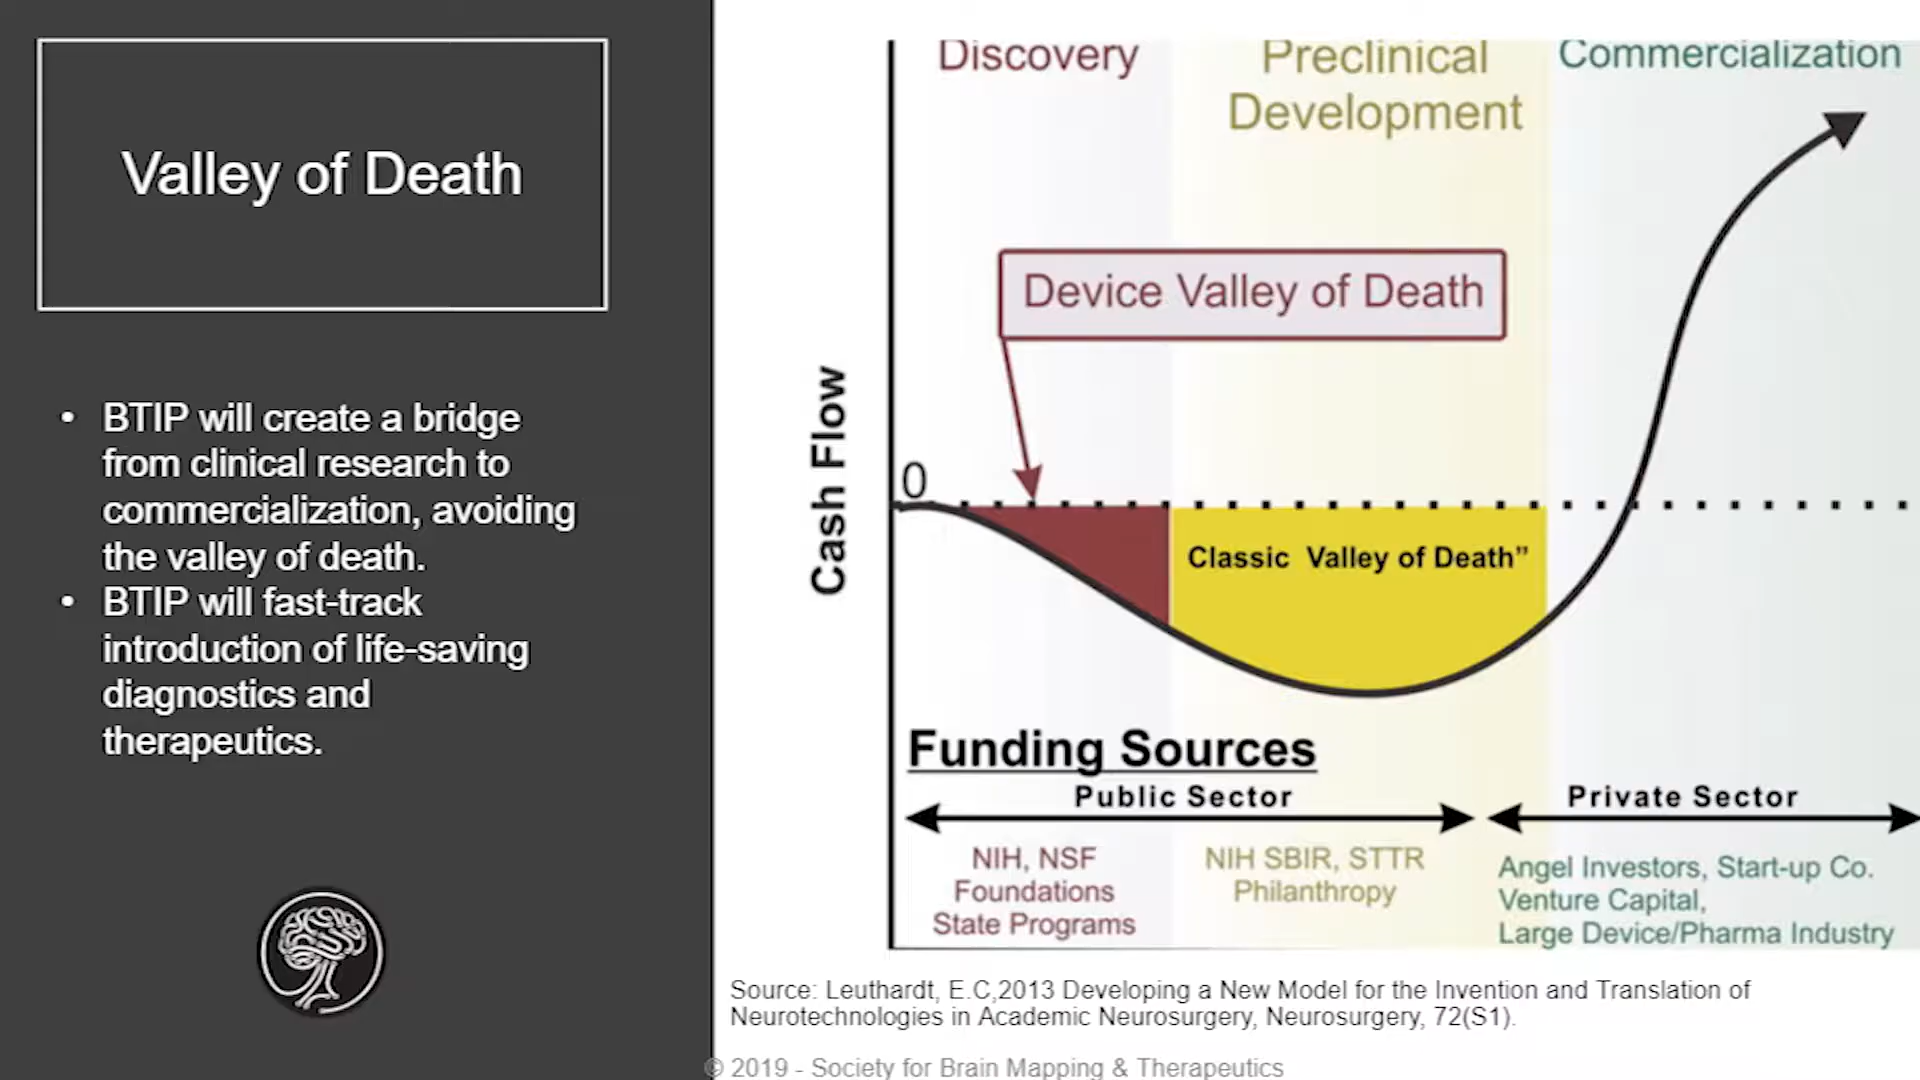 Valley of Death
• BTIP will create a bridge
from clinical research to
commercialization, avoiding
the valley of death.
• BTIP will fast-track
introduction of life-saving
diagnostics and
therapeutics.
Discovery
Preclinical
Development
Commercialization
Device Valley of Death
Cash Flow
0
Classic Valley of Death”
Funding Sources
Public Sector
Private Sector
NIH, NSF
Foundations
State Programs
NIH SBIR, STTR
Philanthropy
Angel Investors, Start-up Co.
Venture Capital,
Large Device/Pharma Industry
Source: Leuthardt, E.C,2013 Developing a New Model for the Invention and Translation of
Neurotechnologies in Academic Neurosurgery, Neurosurgery, 72(S1).
© 2019 - Society for Brain Mapping & Therapeutics